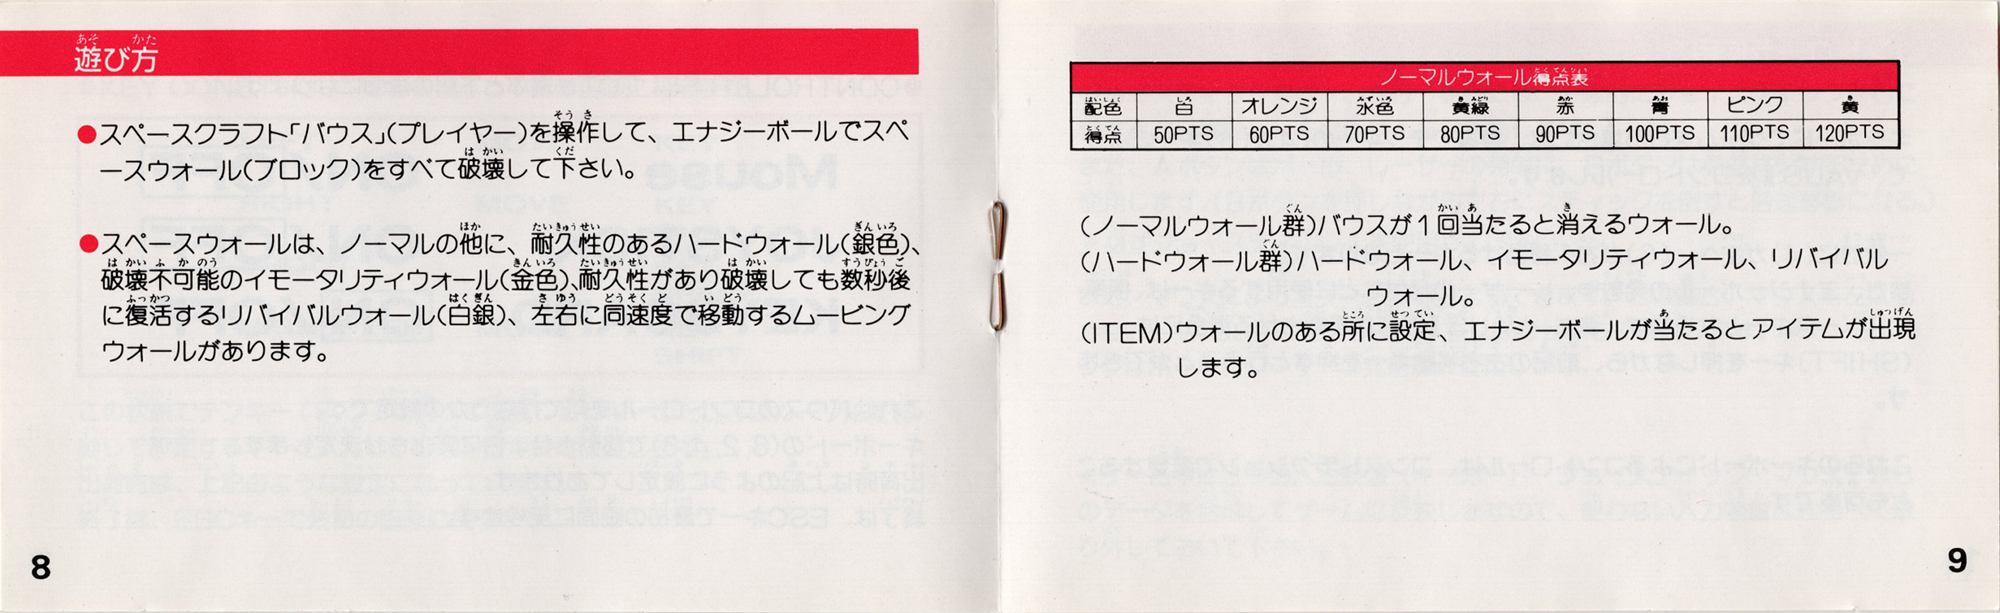 遊び方
●スペースクラフト「バウス」(プレイヤー)を操作して、エナジーボールでスペ
ースウォール(ブロック)をすべて破壊して下さい。
●スペースウォールは、ノーマルの他に、耐久性のあるハードウォール(銀色)、
破壊不可能のイモータリティウォール(金色)、耐久性があり破壊しても数秒後
に復活するリバイバルウォール(白銀)、左右に同速度で移動するムービング
ウォールがあります。
8
ノーマルウォール得点表
配色 白 オレンジ 水色 黄緑 赤 青 ピンク 黄
得点 50PTS 60PTS 70PTS 80PTS 90PTS 100PTS 110PTS 120PTS
(ノーマルウォール群)バウスが1回当たると消えるウォール。
(ハードウォール群)ハードウォール、イモータリティウォール、リバイバル
ウォール。
(ITEM)ウォールのある所に設定、エナジーボールが当たるとアイテムが出現
します。
9